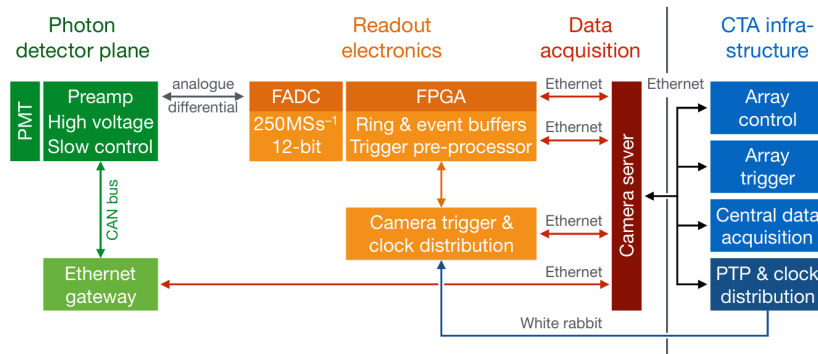 Photon
detector plane
Readout
electronics
Data
acquisition
CTA infra-
structure
PMT
Preamp
High voltage
Slow control
analogue
differential
FADC
250MSs⁻¹
12-bit
FPGA
Ring & event buffers
Trigger pre-processor
Ethernet
Ethernet
Camera server
Ethernet
Array
control
Array
trigger
Central data
acquisition
PTP & clock
distribution
CAN bus
Camera trigger &
clock distribution
Ethernet
Ethernet
gateway
Ethernet
White rabbit